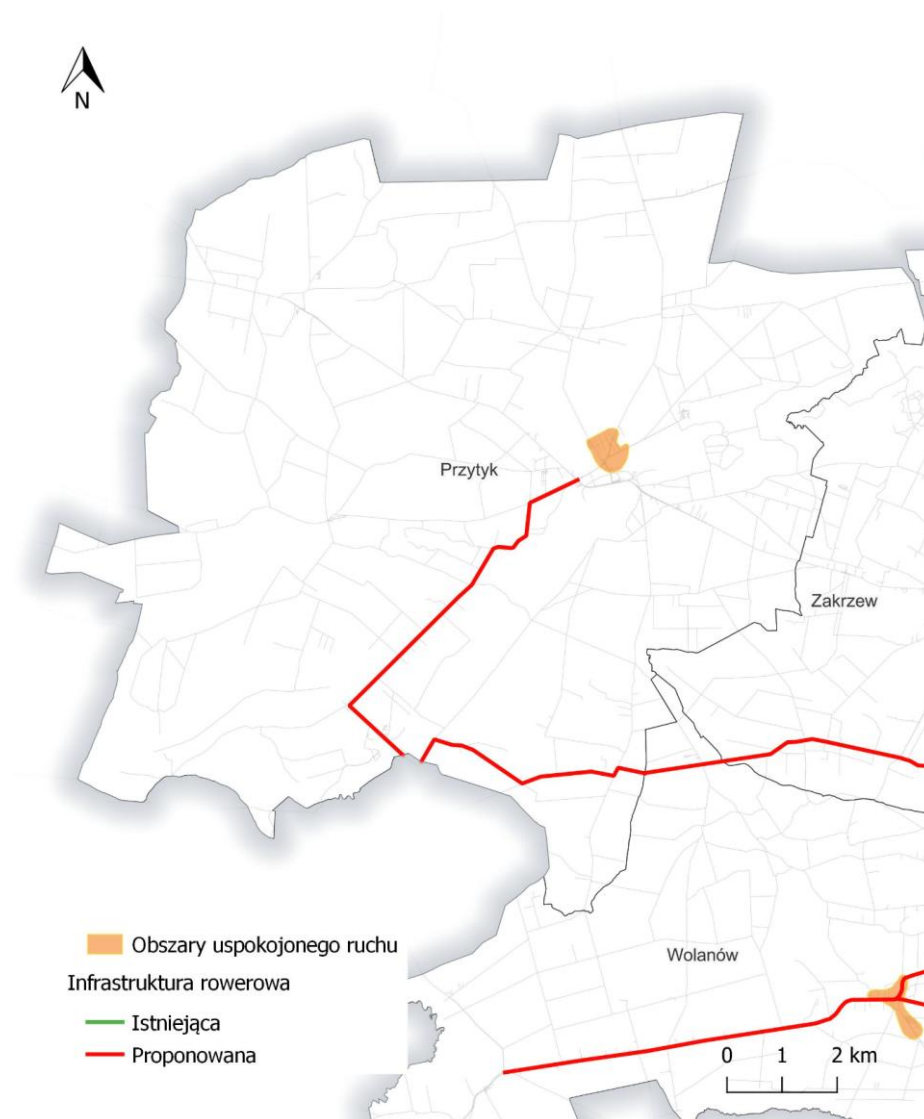 N
Przytyk
Zakrzew
Wolanów
Obszary uspokojonego ruchu
Infrastruktura rowerowa
Istniejąca
Proponowana
0 1 2 km